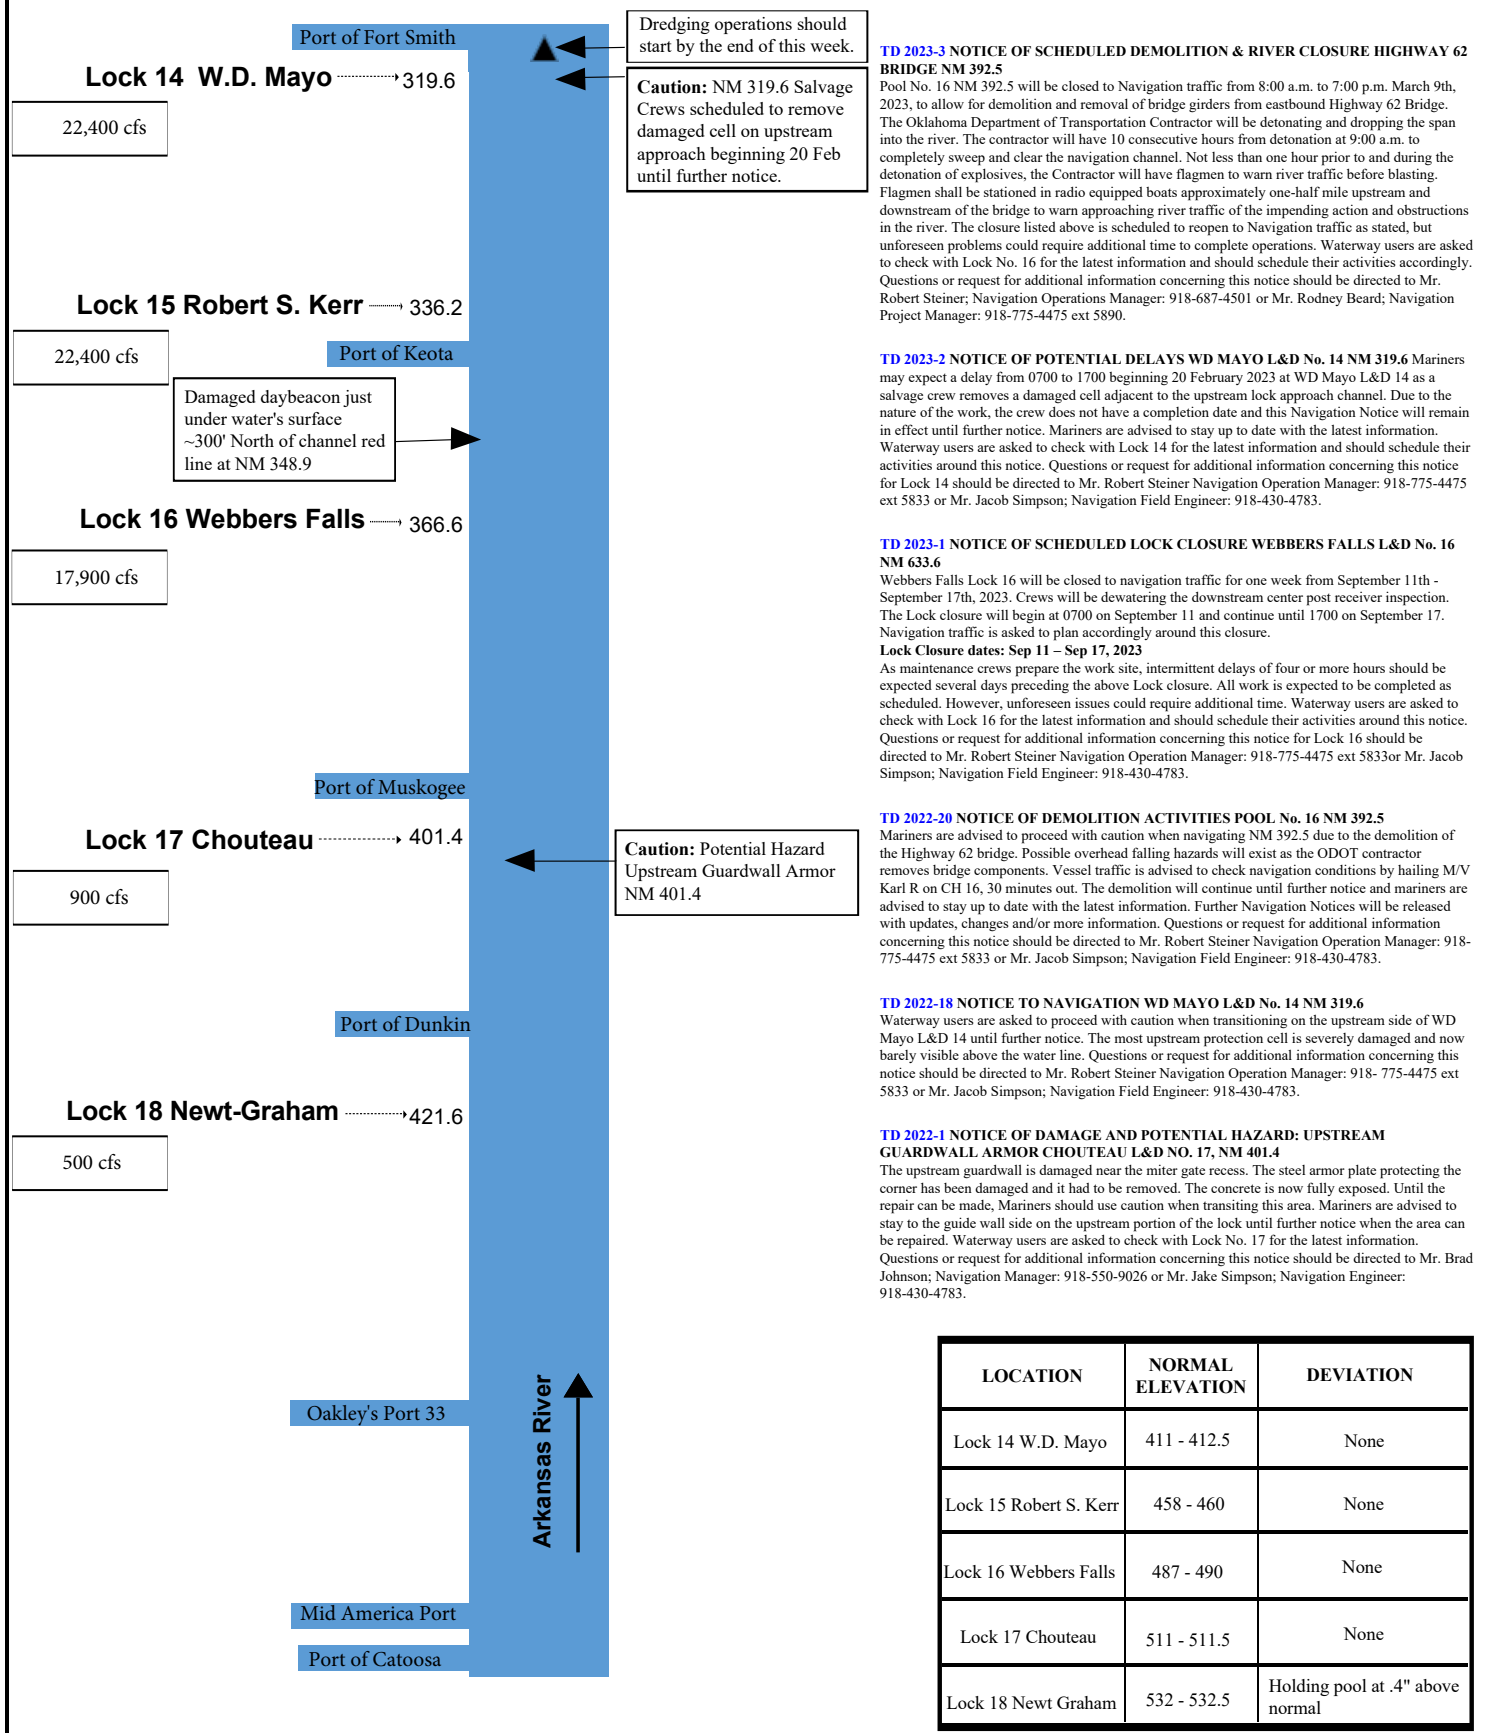 Port of Fort Smith
Lock 14 W.D. Mayo
319.6
22,400 cfs
Dredging operations should
start by the end of this week.
Caution: NM 319.6 Salvage
Crews scheduled to remove
damaged cell on upstream
approach beginning 20 Feb
until further notice.
Lock 15 Robert S. Kerr
336.2
22,400 cfs
Port of Keota
Damaged daybeacon just
under water's surface
~300' North of channel red
line at NM 348.9
Lock 16 Webbers Falls
366.6
17,900 cfs
Port of Muskogee
Lock 17 Chouteau
401.4
900 cfs
Caution: Potential Hazard
Upstream Guardwall Armor
NM 401.4
Port of Dunkin
Lock 18 Newt-Graham
421.6
500 cfs
Oakley's Port 33
Arkansas River
Mid America Port
Port of Catoosa
TD 2023-3 NOTICE OF SCHEDULED DEMOLITION & RIVER CLOSURE HIGHWAY 62
BRIDGE NM 392.5
Pool No. 16 NM 392.5 will be closed to Navigation traffic from 8:00 a.m. to 7:00 p.m. March 9th,
2023, to allow for demolition and removal of bridge girders from eastbound Highway 62 Bridge.
The Oklahoma Department of Transportation Contractor will be detonating and dropping the span
into the river. The contractor will have 10 consecutive hours from detonation at 9:00 a.m. to
completely sweep and clear the navigation channel. Not less than one hour prior to and during the
detonation of explosives, the Contractor will have flagmen to warn river traffic before blasting.
Flagmen shall be stationed in radio equipped boats approximately one-half mile upstream and
downstream of the bridge to warn approaching river traffic of the impending action and obstructions
in the river. The closure listed above is scheduled to reopen to Navigation traffic as stated, but
unforeseen problems could require additional time to complete operations. Waterway users are asked
to check with Lock No. 16 for the latest information and should schedule their activities accordingly.
Questions or request for additional information concerning this notice should be directed to Mr.
Robert Steiner; Navigation Operations Manager: 918-687-4501 or Mr. Rodney Beard; Navigation
Project Manager: 918-775-4475 ext 5890.
TD 2023-2 NOTICE OF POTENTIAL DELAYS WD MAYO L&D No. 14 NM 319.6 Mariners
may expect a delay from 0700 to 1700 beginning 20 February 2023 at WD Mayo L&D 14 as a
salvage crew removes a damaged cell adjacent to the upstream lock approach channel. Due to the
nature of the work, the crew does not have a completion date and this Navigation Notice will remain
in effect until further notice. Mariners are advised to stay up to date with the latest information.
Waterway users are asked to check with Lock 14 for the latest information and should schedule their
activities around this notice. Questions or request for additional information concerning this notice
for Lock 14 should be directed to Mr. Robert Steiner Navigation Operation Manager: 918-775-4475
ext 5833 or Mr. Jacob Simpson; Navigation Field Engineer: 918-430-4783.
TD 2023-1 NOTICE OF SCHEDULED LOCK CLOSURE WEBBERS FALLS L&D No. 16
NM 633.6
Webbers Falls Lock 16 will be closed to navigation traffic for one week from September 11th -
September 17th, 2023. Crews will be dewatering the downstream center post receiver inspection.
The Lock closure will begin at 0700 on September 11 and continue until 1700 on September 17.
Navigation traffic is asked to plan accordingly around this closure.
Lock Closure dates: Sep 11 – Sep 17, 2023
As maintenance crews prepare the work site, intermittent delays of four or more hours should be
expected several days preceding the above Lock closure. All work is expected to be completed as
scheduled. However, unforeseen issues could require additional time. Waterway users are asked to
check with Lock 16 for the latest information and should schedule their activities around this notice.
Questions or request for additional information concerning this notice for Lock 16 should be
directed to Mr. Robert Steiner Navigation Operation Manager: 918-775-4475 ext 5833or Mr. Jacob
Simpson; Navigation Field Engineer: 918-430-4783.
TD 2022-20 NOTICE OF DEMOLITION ACTIVITIES POOL No. 16 NM 392.5
Mariners are advised to proceed with caution when navigating NM 392.5 due to the demolition of
the Highway 62 bridge. Possible overhead falling hazards will exist as the ODOT contractor
removes bridge components. Vessel traffic is advised to check navigation conditions by hailing M/V
Karl R on CH 16, 30 minutes out. The demolition will continue until further notice and mariners are
advised to stay up to date with the latest information. Further Navigation Notices will be released
with updates, changes and/or more information. Questions or request for additional information
concerning this notice should be directed to Mr. Robert Steiner Navigation Operation Manager: 918-
775-4475 ext 5833 or Mr. Jacob Simpson; Navigation Field Engineer: 918-430-4783.
TD 2022-18 NOTICE TO NAVIGATION WD MAYO L&D No. 14 NM 319.6
Waterway users are asked to proceed with caution when transitioning on the upstream side of WD
Mayo L&D 14 until further notice. The most upstream protection cell is severely damaged and now
barely visible above the water line. Questions or request for additional information concerning this
notice should be directed to Mr. Robert Steiner Navigation Operation Manager: 918- 775-4475 ext
5833 or Mr. Jacob Simpson; Navigation Field Engineer: 918-430-4783.
TD 2022-1 NOTICE OF DAMAGE AND POTENTIAL HAZARD: UPSTREAM
GUARDWALL ARMOR CHOUTEAU L&D NO. 17, NM 401.4
The upstream guardwall is damaged near the miter gate recess. The steel armor plate protecting the
corner has been damaged and it had to be removed. The concrete is now fully exposed. Until the
repair can be made, Mariners should use caution when transiting this area. Mariners are advised to
stay to the guide wall side on the upstream portion of the lock until further notice when the area can
be repaired. Waterway users are asked to check with Lock No. 17 for the latest information.
Questions or request for additional information concerning this notice should be directed to Mr. Brad
Johnson; Navigation Manager: 918-550-9026 or Mr. Jake Simpson; Navigation Engineer:
918-430-4783.
LOCATION NORMAL ELEVATION DEVIATION
Lock 14 W.D. Mayo 411 - 412.5 None
Lock 15 Robert S. Kerr 458 - 460 None
Lock 16 Webbers Falls 487 - 490 None
Lock 17 Chouteau 511 - 511.5 None
Lock 18 Newt Graham 532 - 532.5 Holding pool at .4" above
normal